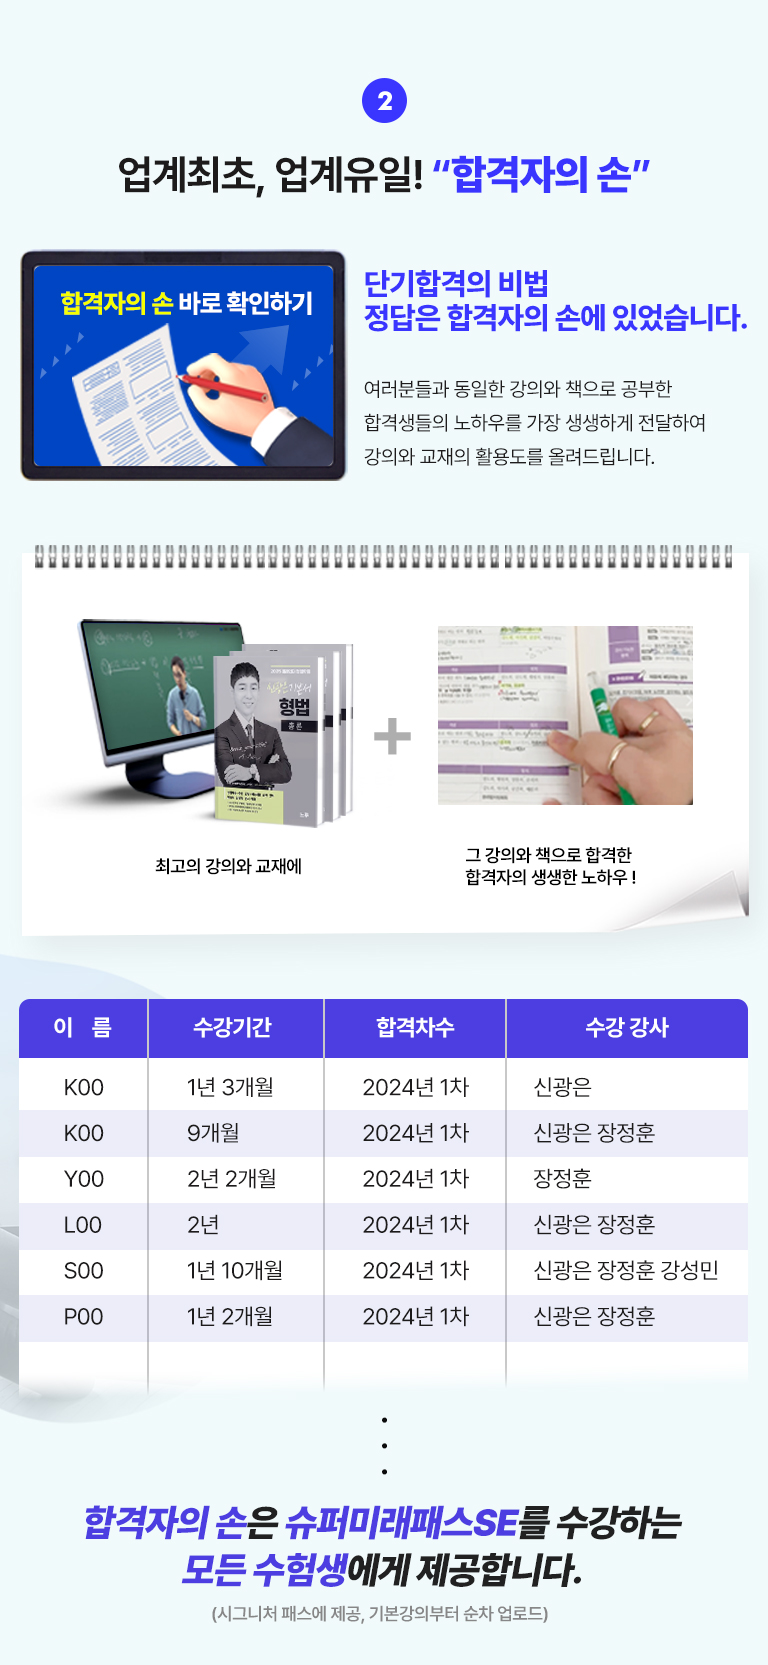 2
업계최초, 업계유일! “합격자의 손”
합격자의 손 바로 확인하기
단기합격의 비법
정답은 합격자의 손에 있었습니다.
여러분들과 동일한 강의와 책으로 공부한
합격생들의 노하우를 가장 생생하게 전달하여
강의와 교재의 활용도를 올려드립니다.
기본서
형법
총론
최고의 강의와 교재에
그 강의와 책으로 합격한
합격자의 생생한 노하우 !
이 름 수강기간 합격차수 수강 강사
K00 1년 3개월 2024년 1차 신광은
K00 9개월 2024년 1차 신광은 장정훈
Y00 2년 2개월 2024년 1차 장정훈
L00 2년 2024년 1차 신광은 장정훈
S00 1년 10개월 2024년 1차 신광은 장정훈 강성민
P00 1년 2개월 2024년 1차 신광은 장정훈
합격자의 손은 슈퍼미래패스SE를 수강하는
모든 수험생에게 제공합니다.
(시그니처 패스에 제공, 기본강의부터 순차 업로드)